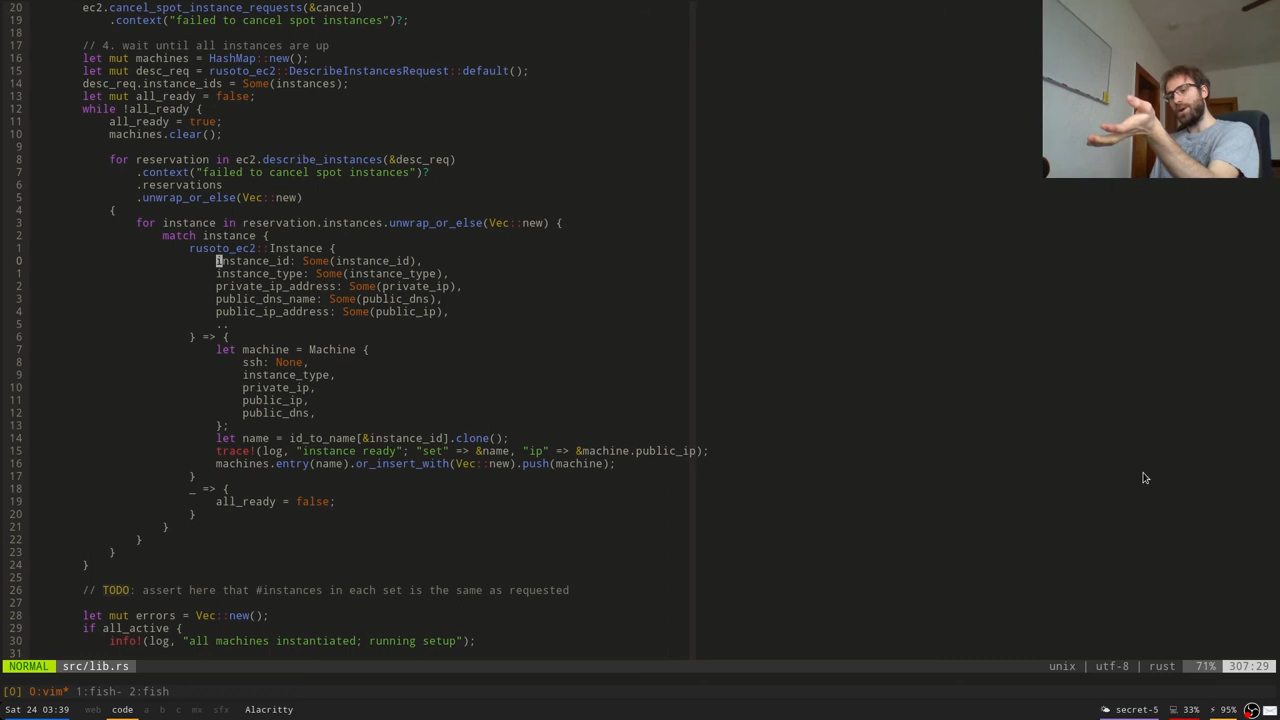 20        ec2.cancel_spot_instance_requests(&cancel)
19            .context("failed to cancel spot instances")?;
18
17        // 4. wait until all instances are up
16        let mut machines = HashMap::new();
15        let mut desc_req = rusoto_ec2::DescribeInstancesRequest::default();
14        desc_req.instance_ids = Some(instances);
13        let mut all_ready = false;
12        while !all_ready {
11            all_ready = true;
10            machines.clear();
9
8            for reservation in ec2.describe_instances(&desc_req)
7                .context("failed to cancel spot instances")?
6                .reservations
5                .unwrap_or_else(Vec::new)
4            {
3                for instance in reservation.instances.unwrap_or_else(Vec::new) {
2                    match instance {
1                        rusoto_ec2::Instance {
0                            instance_id: Some(instance_id),
1                            instance_type: Some(instance_type),
2                            private_ip_address: Some(private_ip),
3                            public_dns_name: Some(public_dns),
4                            public_ip_address: Some(public_ip),
5                            ..
6                        } => {
7                            let machine = Machine {
8                                ssh: None,
9                                instance_type,
10                                private_ip,
11                                public_ip,
12                                public_dns,
13                            };
14                            let name = id_to_name[&instance_id].clone();
15                            trace!(log, "instance ready"; "set" => &name, "ip" => &machine.public_ip);
16                            machines.entry(name).or_insert_with(Vec::new).push(machine);
17                        }
18                        _ => {
19                            all_ready = false;
20                        }
21                    }
22                }
23            }
24        }
25
26        // TODO: assert here that #instances in each set is the same as requested
27
28        let mut errors = Vec::new();
29        if all_active {
30            info!(log, "all machines instantiated; running setup");
31
NORMAL src/lib.rs unix | utf-8 | rust 71% 307:29
[0] 0:vim* 1:fish- 2:fish
Sat 24 03:39 web code a b c mx sfx Alacritty secret-5 33% 95%